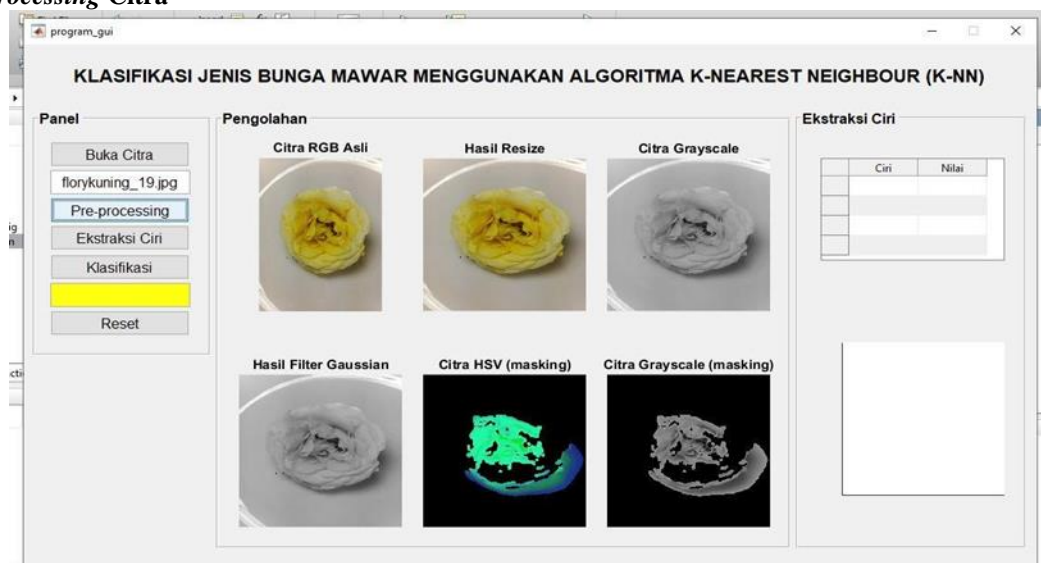 ocessing Citra
program_gui
KLASIFIKASI JENIS BUNGA MAWAR MENGGUNAKAN ALGORITMA K-NEAREST NEIGHBOUR (K-NN)
Panel
Buka Citra
florykuning_19.jpg
Pre-processing
Ekstraksi Ciri
Klasifikasi
Reset
Pengolahan
Citra RGB Asli
Hasil Resize
Citra Grayscale
Hasil Filter Gaussian
Citra HSV (masking)
Citra Grayscale (masking)
Ekstraksi Ciri
Ciri Nilai